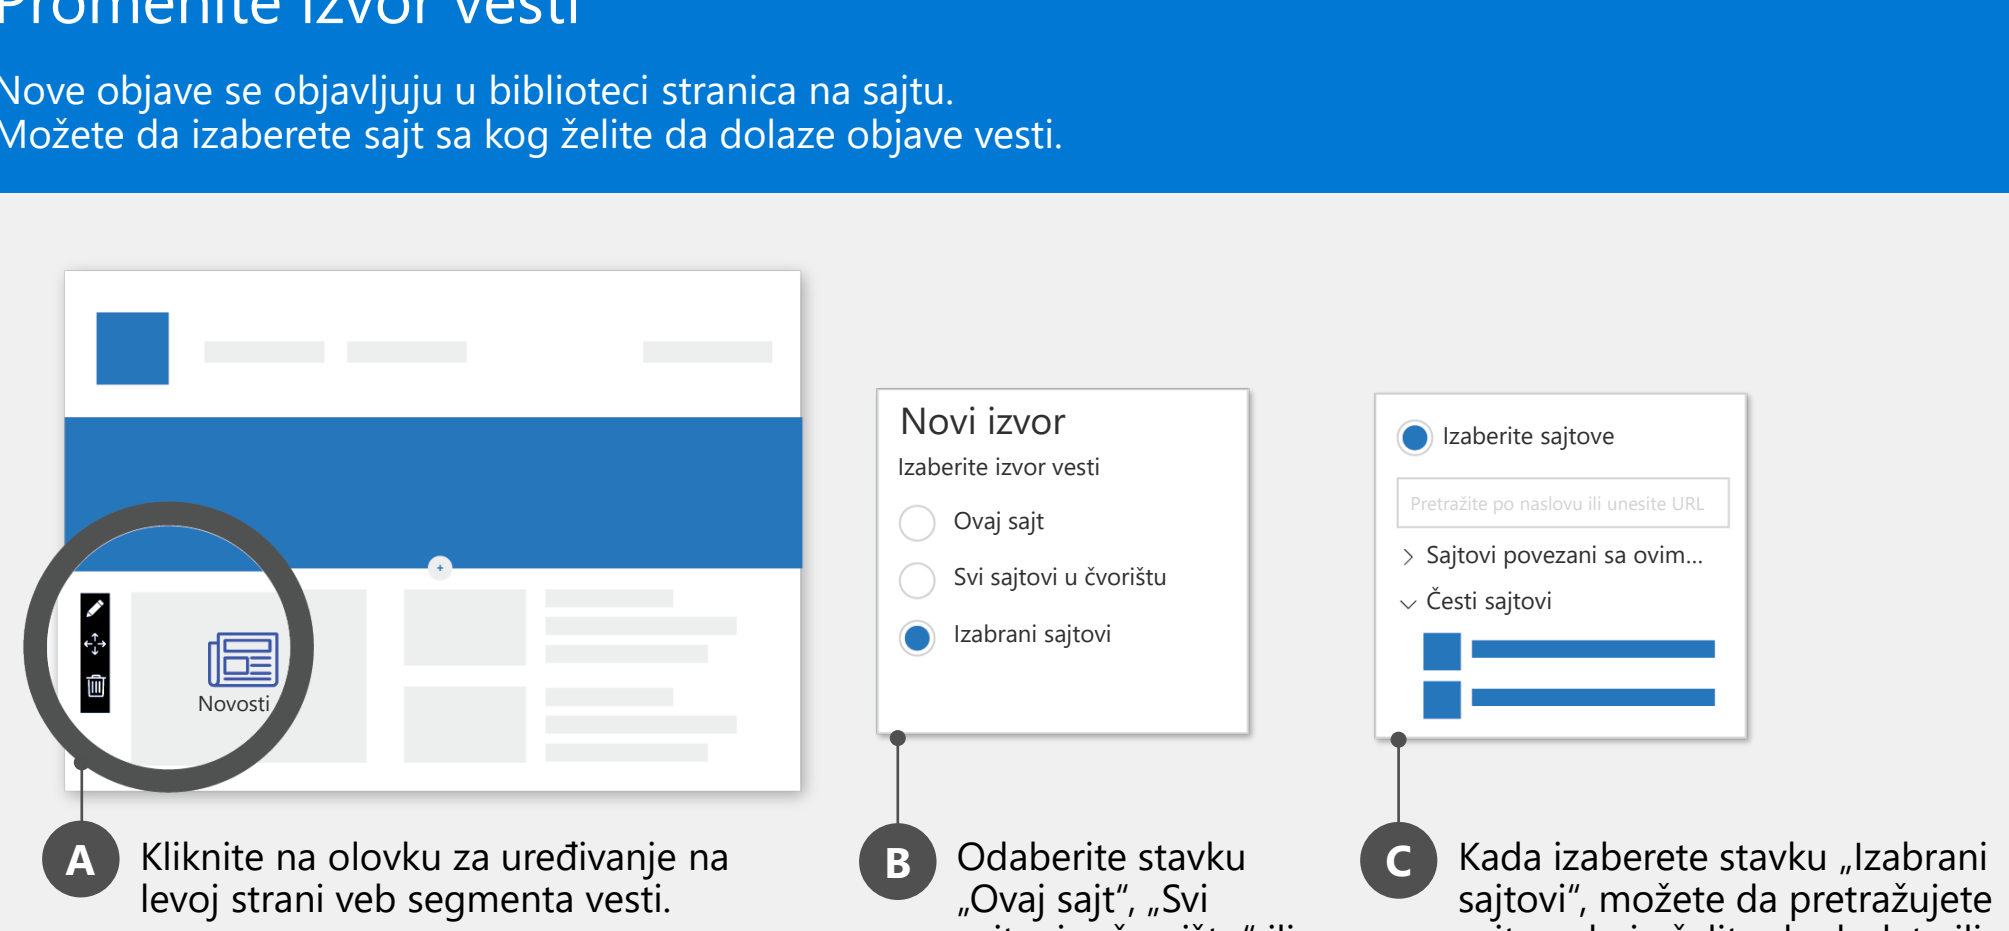 Promenite izvor vesti
Nove objave se objavljuju u biblioteci stranica na sajtu.
Možete da izaberete sajt sa kog želite da dolaze objave vesti.
Novosti
Novi izvor
Izaberite izvor vesti
Ovaj sajt
Svi sajtovi u čvorištu
Izabrani sajtovi
Izaberite sajtove
Pretražite po naslovu ili unesite URL
Sajtovi povezani sa ovim...
Česti sajtovi
A
Kliknite na olovku za uređivanje na
levoj strani veb segmenta vesti.
B
Odaberite stavku
„Ovaj sajt“, „Svi
C
Kada izaberete stavku „Izabrani
sajtovi“, možete da pretražujete